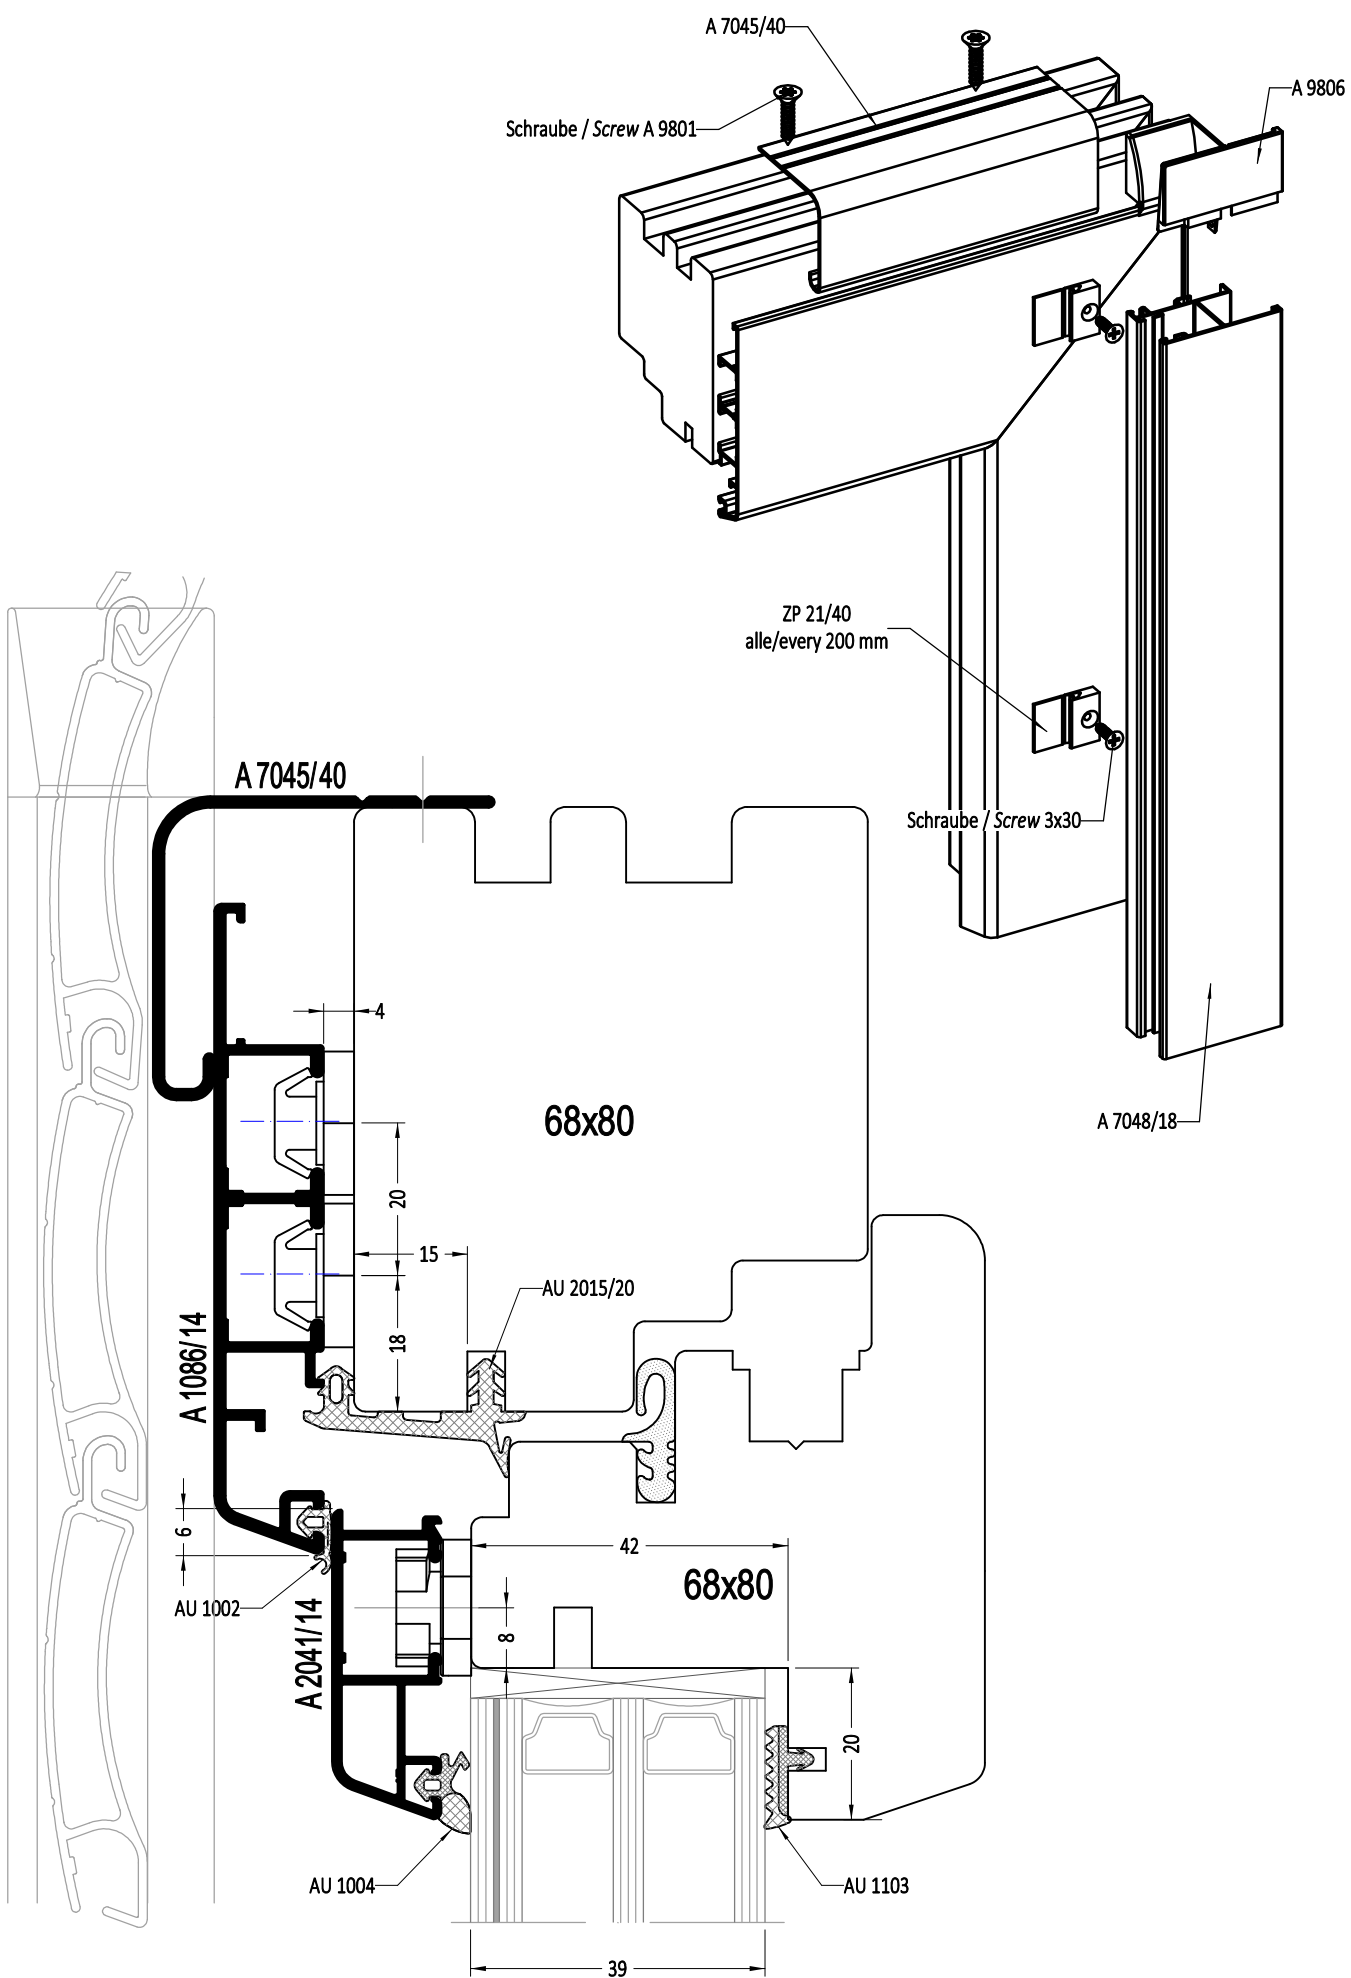 A 7045/40
A 9806
Schraube / Screw A 9801
ZP 21/40
alle/every 200 mm
A 7045/40
Schraube / Screw 3x30
4
68x80
A 7048/18
20
15
AU 2015/20
18
A 1086/14
6
42
68x80
AU 1002
A 2041/14
8
20
AU 1004
AU 1103
39